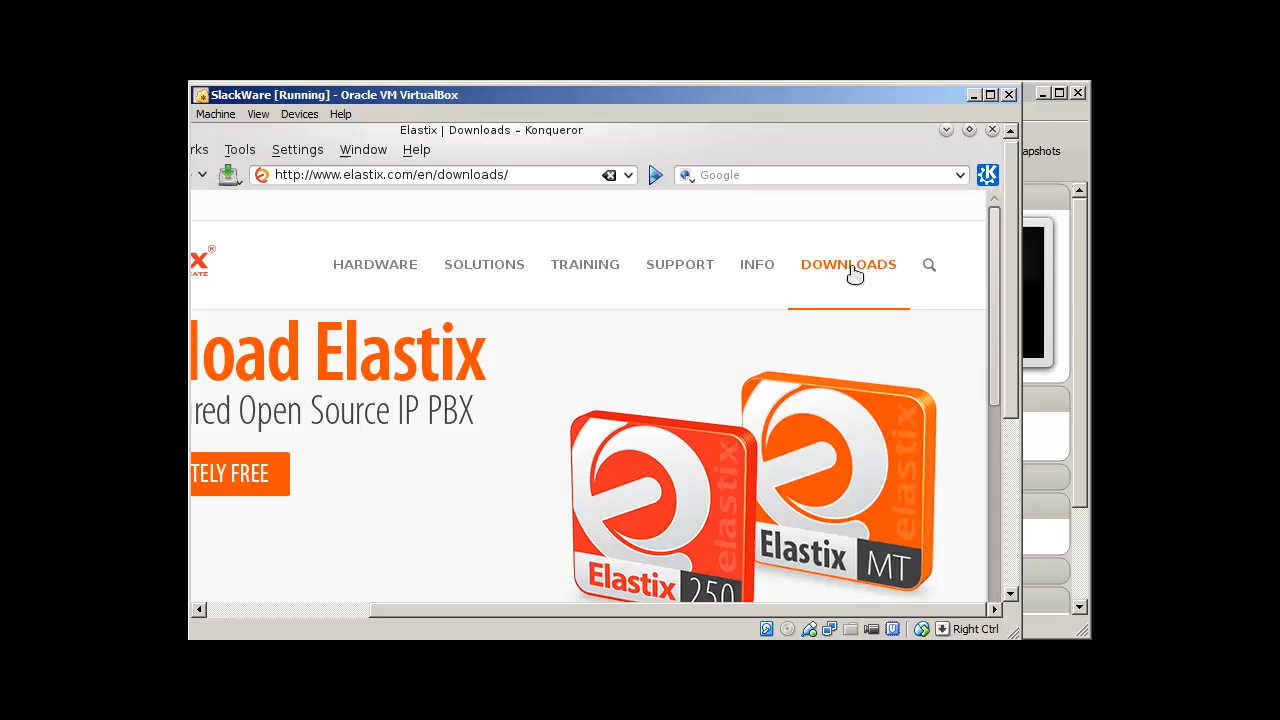 SlackWare [Running] - Oracle VM VirtualBox
Machine View Devices Help
Elastix | Downloads – Konqueror
rks Tools Settings Window Help
http://www.elastix.com/en/downloads/ Google
apshots
X®
EATE
HARDWARE SOLUTIONS TRAINING SUPPORT INFO DOWNLOADS
load Elastix
red Open Source IP PBX
TELY FREE
elastix
elastix
Elastix MT
Elastix 250
Right Ctrl